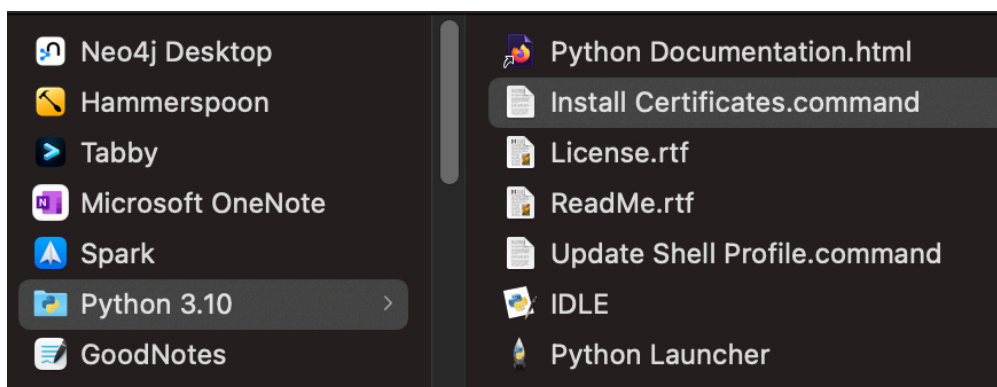 Neo4j Desktop
Hammerspoon
Tabby
Microsoft OneNote
Spark
Python 3.10
GoodNotes
Python Documentation.html
Install Certificates.command
License.rtf
ReadMe.rtf
Update Shell Profile.command
IDLE
Python Launcher